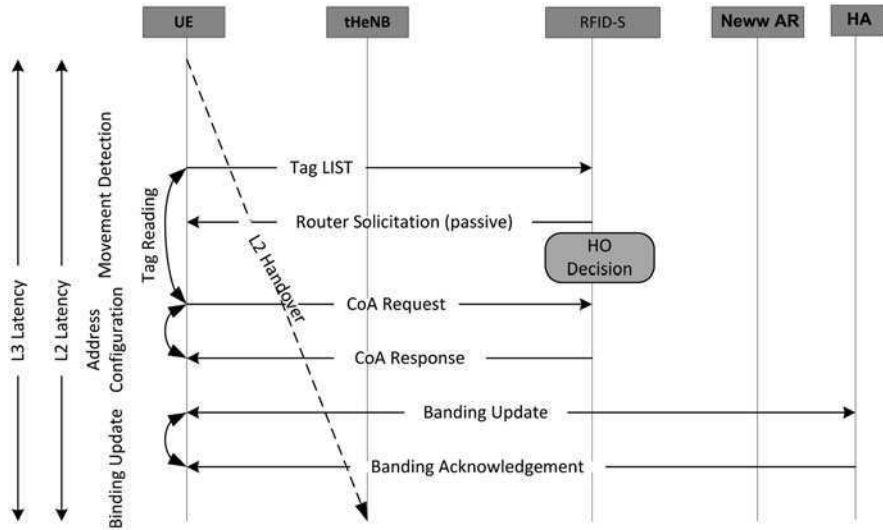 UE
tHeNB
RFID-S
Neww AR
HA
L3 Latency
L2 Latency
Movement Detection
Tag Reading
Tag LIST
Router Solicitation (passive)
L2 Handover
HO
Decision
Address
Configuration
CoA Request
CoA Response
Binding Update
Banding Update
Banding Acknowledgement